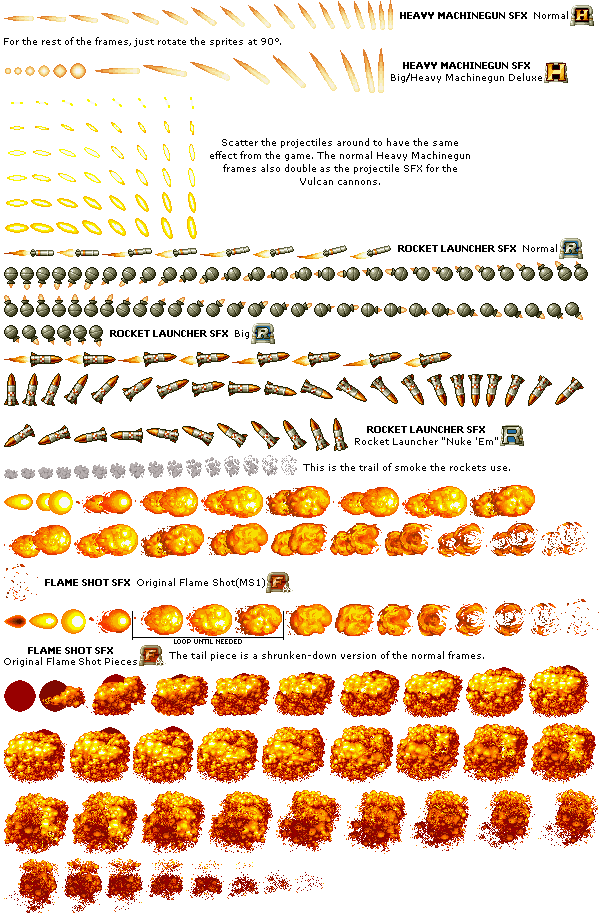 HEAVY MACHINEGUN SFX Normal H
For the rest of the frames, just rotate the sprites at 90º.
HEAVY MACHINEGUN SFX
Big/Heavy Machinegun Deluxe H
Scatter the projectiles around to have the same
effect from the game. The normal Heavy Machinegun
frames also double as the projectile SFX for the
Vulcan cannons.
ROCKET LAUNCHER SFX Normal R
ROCKET LAUNCHER SFX Big R
ROCKET LAUNCHER SFX
Rocket Launcher "Nuke 'Em" R
This is the trail of smoke the rockets use.
FLAME SHOT SFX Original Flame Shot(MS1) F
LOOP UNTIL NEEDED
FLAME SHOT SFX
Original Flame Shot Pieces F
The tail piece is a shrunken-down version of the normal frames.